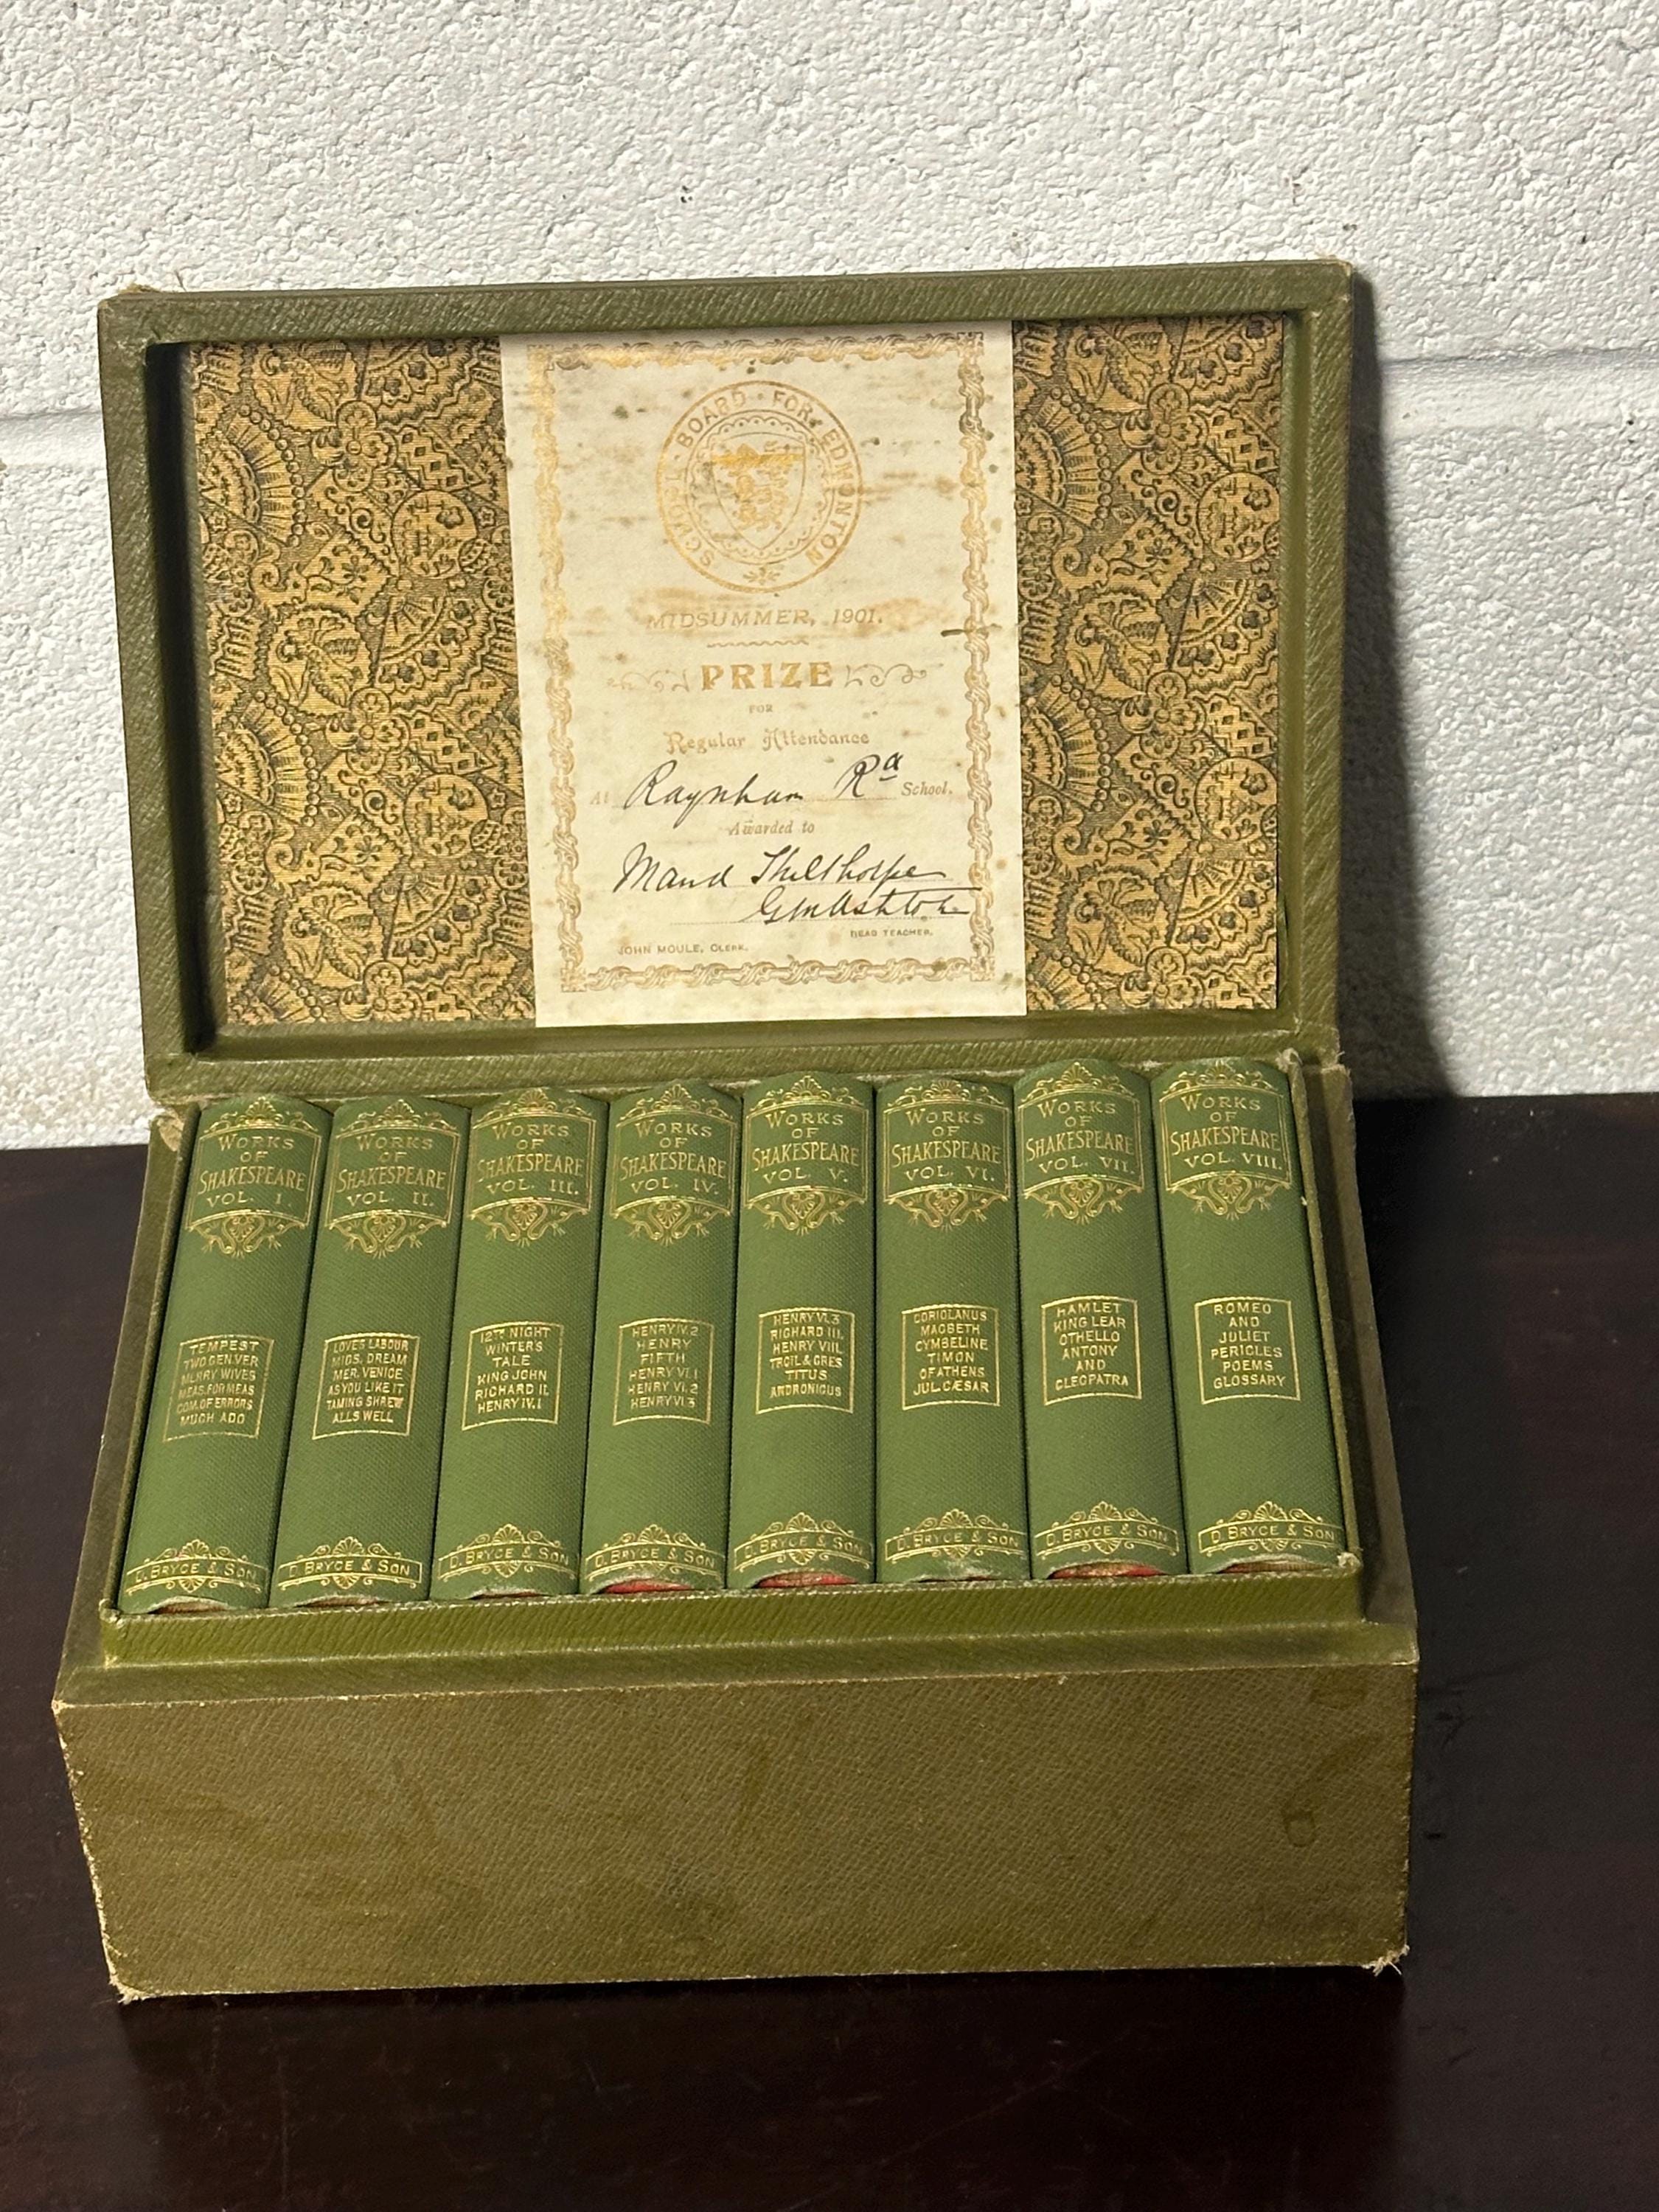 SCHOOL · BOARD · FOR · EDMONTON
MIDSUMMER, 1901.
PRIZE
FOR
Regular Attendance
At Raynham Rd School.
Awarded to
Maud Thelthorpe
HEAD TEACHER.
JOHN MOULE, CLERK.
WORKS
OF
SHAKESPEARE
VOL. I.
TEMPEST
TWO GEN.VER
MERRY WIVES
MEAS.FOR MEAS
COM. OF ERRORS
MUCH ADO
D. BRYCE & SON
WORKS
OF
SHAKESPEARE
VOL. II.
LOVE'S LABOUR
MIDS. DREAM
MER. VENICE
AS YOU LIKE IT
TAMING SHREW
ALLS WELL
D. BRYCE & SON
WORKS
OF
SHAKESPEARE
VOL. III.
12TH NIGHT
WINTER'S
TALE
KING JOHN
RICHARD II.
HENRY IV.1
D. BRYCE & SON
WORKS
OF
SHAKESPEARE
VOL. IV.
HENRY IV.2
HENRY
FIFTH
HENRY VI.1
HENRY VI.2
HENRY VI.3
D. BRYCE & SON
WORKS
OF
SHAKESPEARE
VOL. V.
HENRY VI.3
RICHARD III.
HENRY VIII.
TROIL & CRES
TITUS
ANDRONICUS
D. BRYCE & SON
WORKS
OF
SHAKESPEARE
VOL. VI.
CORIOLANUS
MACBETH
CYMBELINE
TIMON
OF ATHENS
JUL. CÆSAR
D. BRYCE & SON
WORKS
OF
SHAKESPEARE
VOL. VII.
HAMLET
KING LEAR
OTHELLO
ANTONY
AND
CLEOPATRA
D. BRYCE & SON
WORKS
OF
SHAKESPEARE
VOL. VIII.
ROMEO
AND
JULIET
PERICLES
POEMS
GLOSSARY
D. BRYCE & SON